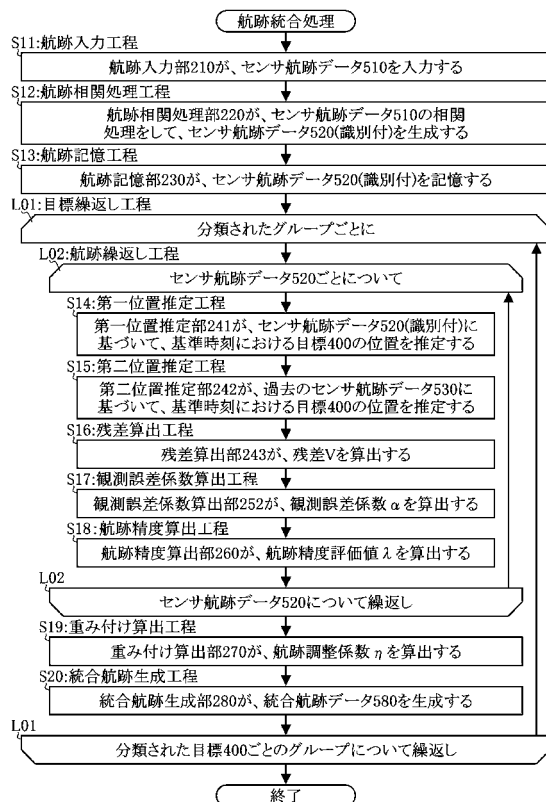 航跡統合処理
S11:航跡入力工程
航跡入力部210が、センサ航跡データ510を入力する
S12:航跡相関処理工程
航跡相関処理部220が、センサ航跡データ510の相関
処理をして、センサ航跡データ520(識別付)を生成する
S13:航跡記憶工程
航跡記憶部230が、センサ航跡データ520(識別付)を記憶する
L01:目標繰返し工程
分類されたグループごとに
L02:航跡繰返し工程
センサ航跡データ520ごとについて
S14:第一位置推定工程
第一位置推定部241が、センサ航跡データ520(識別付)に
基づいて、基準時刻における目標400の位置を推定する
S15:第二位置推定工程
第二位置推定部242が、過去のセンサ航跡データ530に
基づいて、基準時刻における目標400の位置を推定する
S16:残差算出工程
残差算出部243が、残差Vを算出する
S17:観測誤差係数算出工程
観測誤差係数算出部252が、観測誤差係数αを算出する
S18:航跡精度算出工程
航跡精度算出部260が、航跡精度評価値λを算出する
L02
センサ航跡データ520について繰返し
S19:重み付け算出工程
重み付け算出部270が、航跡調整係数ηを算出する
S20:統合航跡生成工程
統合航跡生成部280が、統合航跡データ580を生成する
L01
分類された目標400ごとのグループについて繰返し
終了